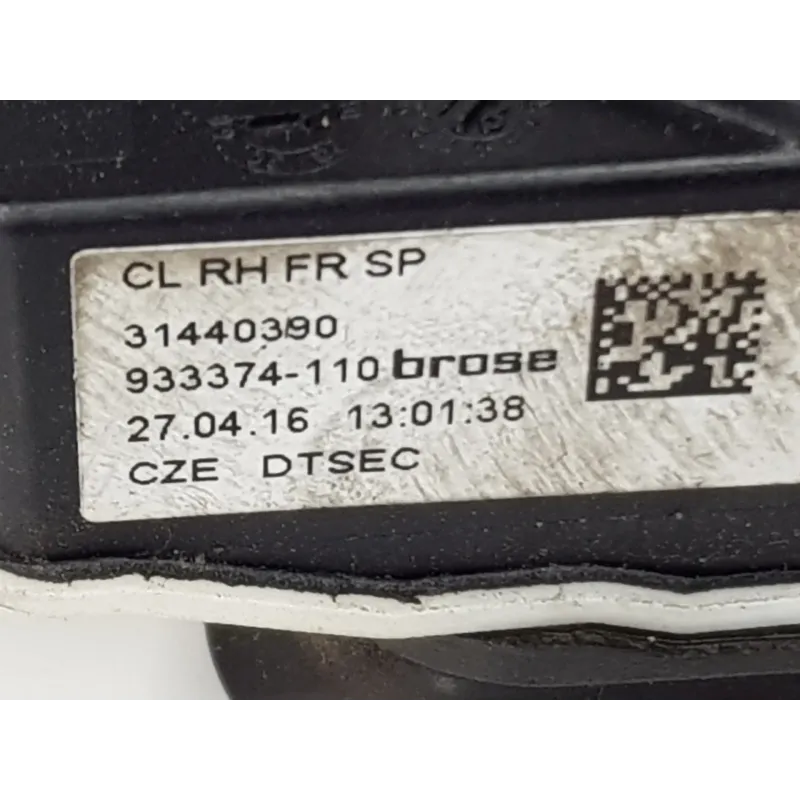 CL RH FR SP
31440390
933374-110 brose
27.04.16 13:01:38
CZE DTSEC